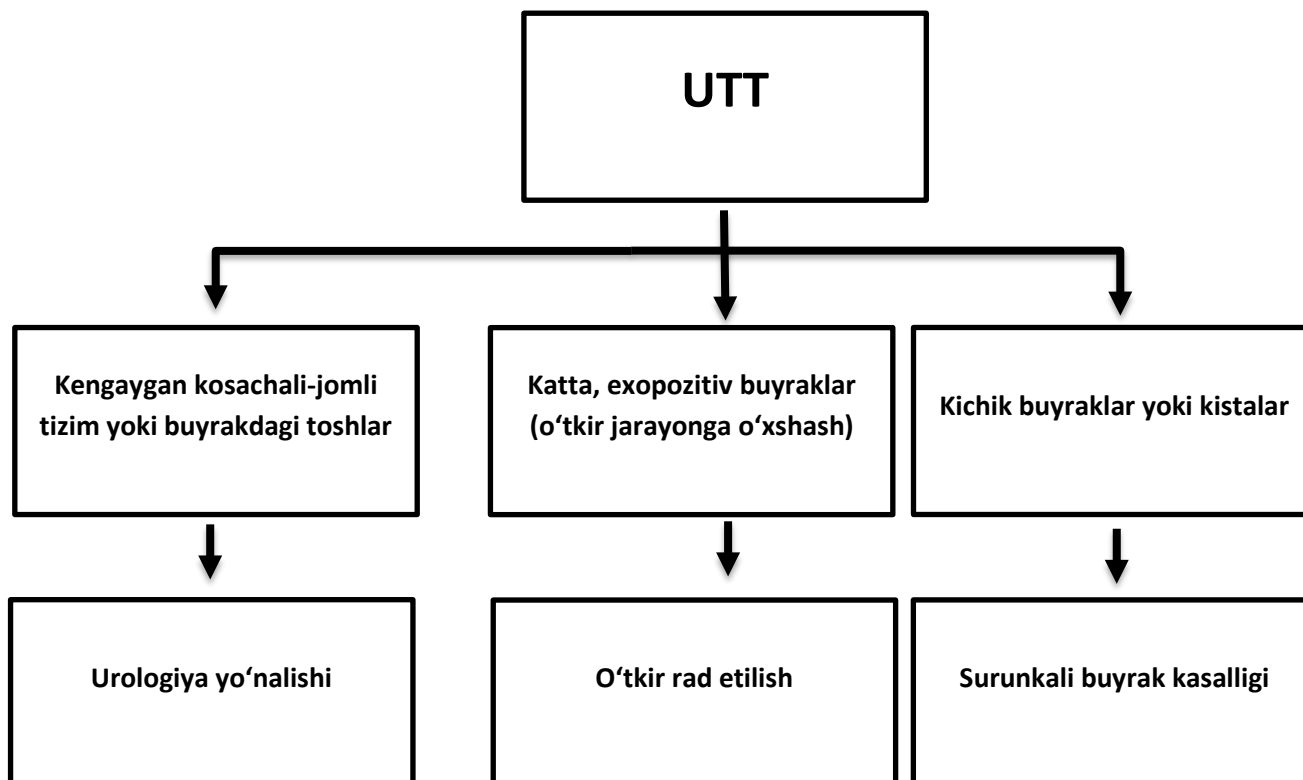 UTT
Kengaygan kosachali-jomli
tizim yoki buyrakdagi toshlar
Katta, exopozitiv buyraklar
(o‘tkir jarayonga o‘xshash)
Kichik buyraklar yoki kistalar
Urologiya yo‘nalishi
O‘tkir rad etilish
Surunkali buyrak kasalligi